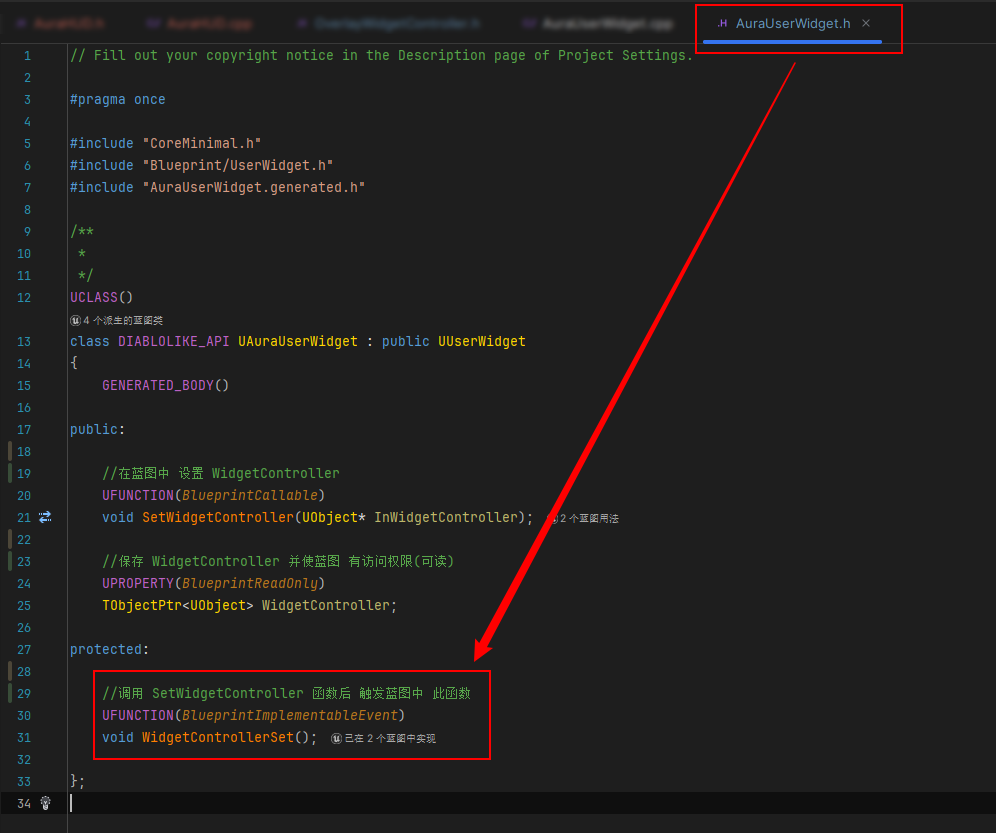 AuraHUD.h AuraHUD.cpp OverlayWidgetController.h AuraUserWidget.cpp .H AuraUserWidget.h ×
1 // Fill out your copyright notice in the Description page of Project Settings.
2
3 #pragma once
4
5 #include "CoreMinimal.h"
6 #include "Blueprint/UserWidget.h"
7 #include "AuraUserWidget.generated.h"
8
9 /**
10 *
11 */
12 UCLASS()
4 个派生的蓝图类
13 class DIABLOLIKE_API UAuraUserWidget : public UUserWidget
14 {
15 GENERATED_BODY()
16
17 public:
18
19 //在蓝图中 设置 WidgetController
20 UFUNCTION(BlueprintCallable)
21 void SetWidgetController(UObject* InWidgetController); 2 个蓝图用法
22
23 //保存 WidgetController 并使蓝图 有访问权限(可读)
24 UPROPERTY(BlueprintReadOnly)
25 TObjectPtr<UObject> WidgetController;
26
27 protected:
28
29 //调用 SetWidgetController 函数后 触发蓝图中 此函数
30 UFUNCTION(BlueprintImplementableEvent)
31 void WidgetControllerSet(); 已在 2 个蓝图中实现
32
33 };
34